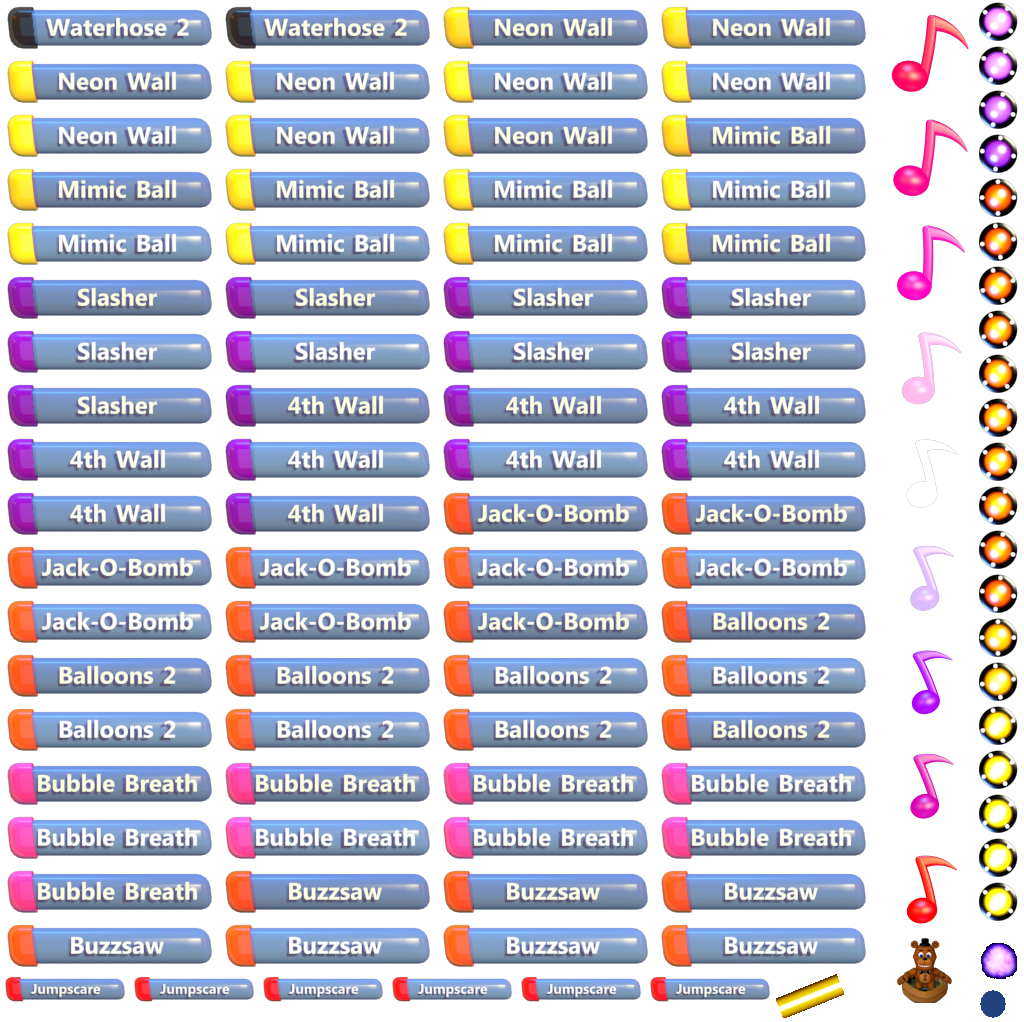 Waterhose 2 Waterhose 2 Neon Wall Neon Wall
Neon Wall Neon Wall Neon Wall Neon Wall
Neon Wall Neon Wall Neon Wall Mimic Ball
Mimic Ball Mimic Ball Mimic Ball Mimic Ball
Mimic Ball Mimic Ball Mimic Ball Mimic Ball
Slasher Slasher Slasher Slasher
Slasher Slasher Slasher Slasher
Slasher 4th Wall 4th Wall 4th Wall
4th Wall 4th Wall 4th Wall 4th Wall
4th Wall 4th Wall Jack-O-Bomb Jack-O-Bomb
Jack-O-Bomb Jack-O-Bomb Jack-O-Bomb Jack-O-Bomb
Jack-O-Bomb Jack-O-Bomb Jack-O-Bomb Balloons 2
Balloons 2 Balloons 2 Balloons 2 Balloons 2
Balloons 2 Balloons 2 Balloons 2 Balloons 2
Bubble Breath Bubble Breath Bubble Breath Bubble Breath
Bubble Breath Bubble Breath Bubble Breath Bubble Breath
Bubble Breath Buzzsaw Buzzsaw Buzzsaw
Buzzsaw Buzzsaw Buzzsaw Buzzsaw
Jumpscare Jumpscare Jumpscare Jumpscare Jumpscare Jumpscare